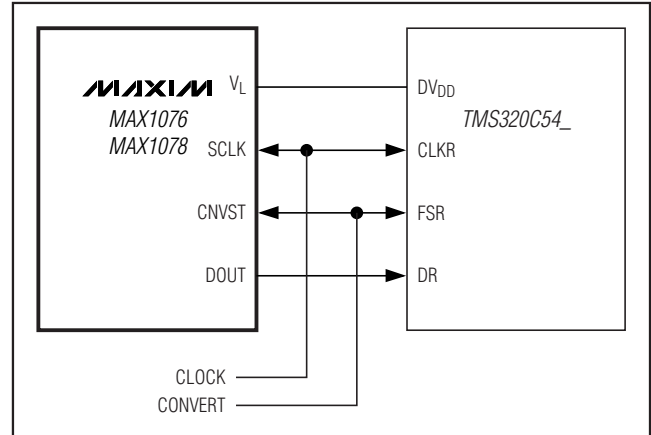 MAXIM
MAX1076
MAX1078
VL
SCLK
CNVST
DOUT
DVDD
TMS320C54_
CLKR
FSR
DR
CLOCK
CONVERT